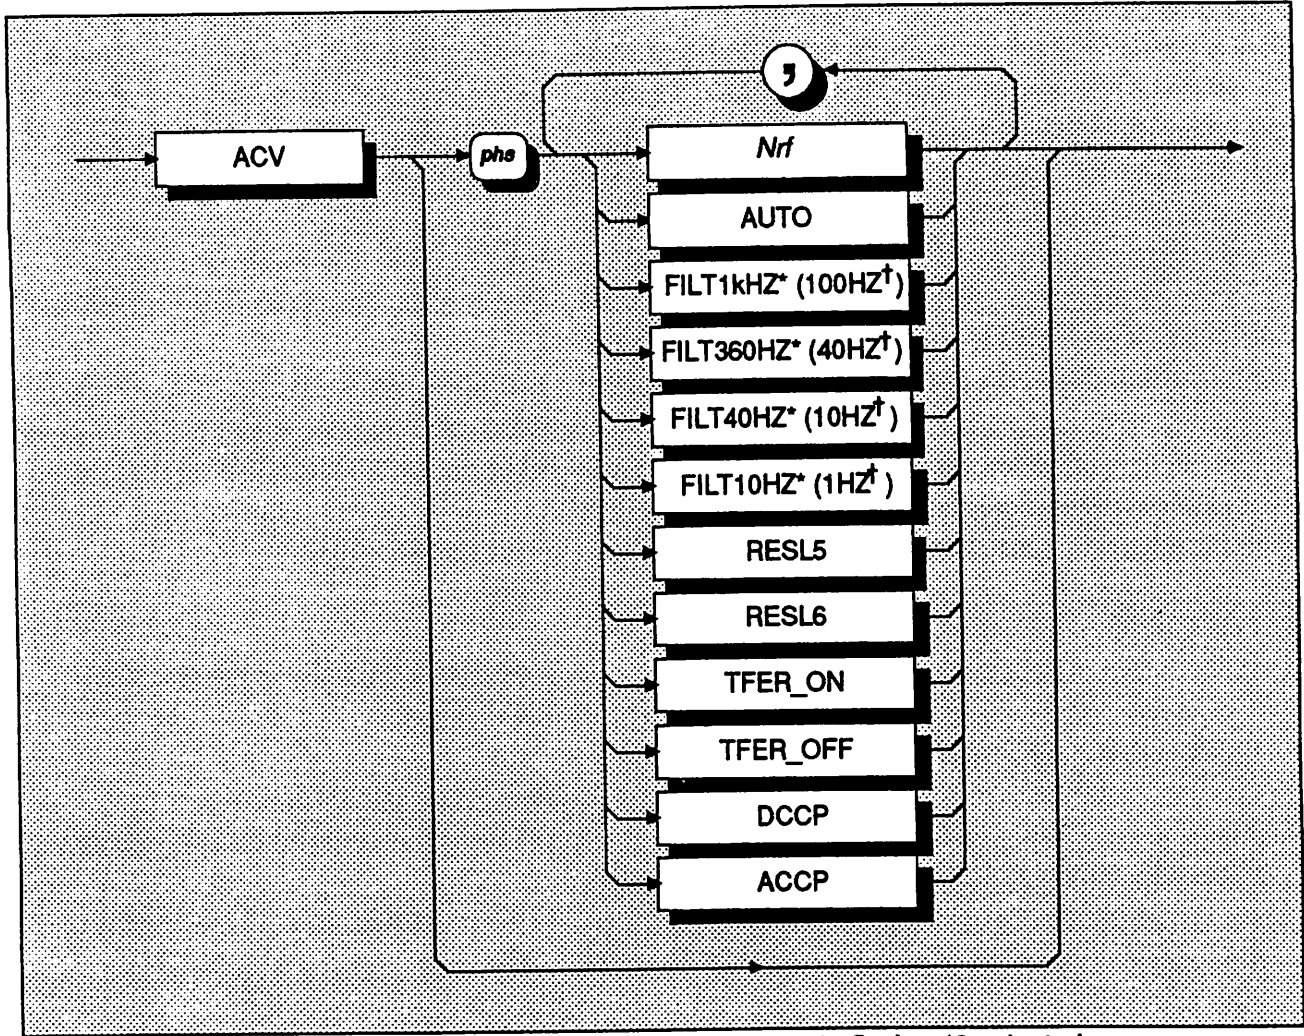 ,
ACV
phs
Nrf
AUTO
FILT1kHZ* (100HZ†)
FILT360HZ* (40HZ†)
FILT40HZ* (10HZ†)
FILT10HZ* (1HZ†)
RESL5
RESL6
TFER_ON
TFER_OFF
DCCP
ACCP